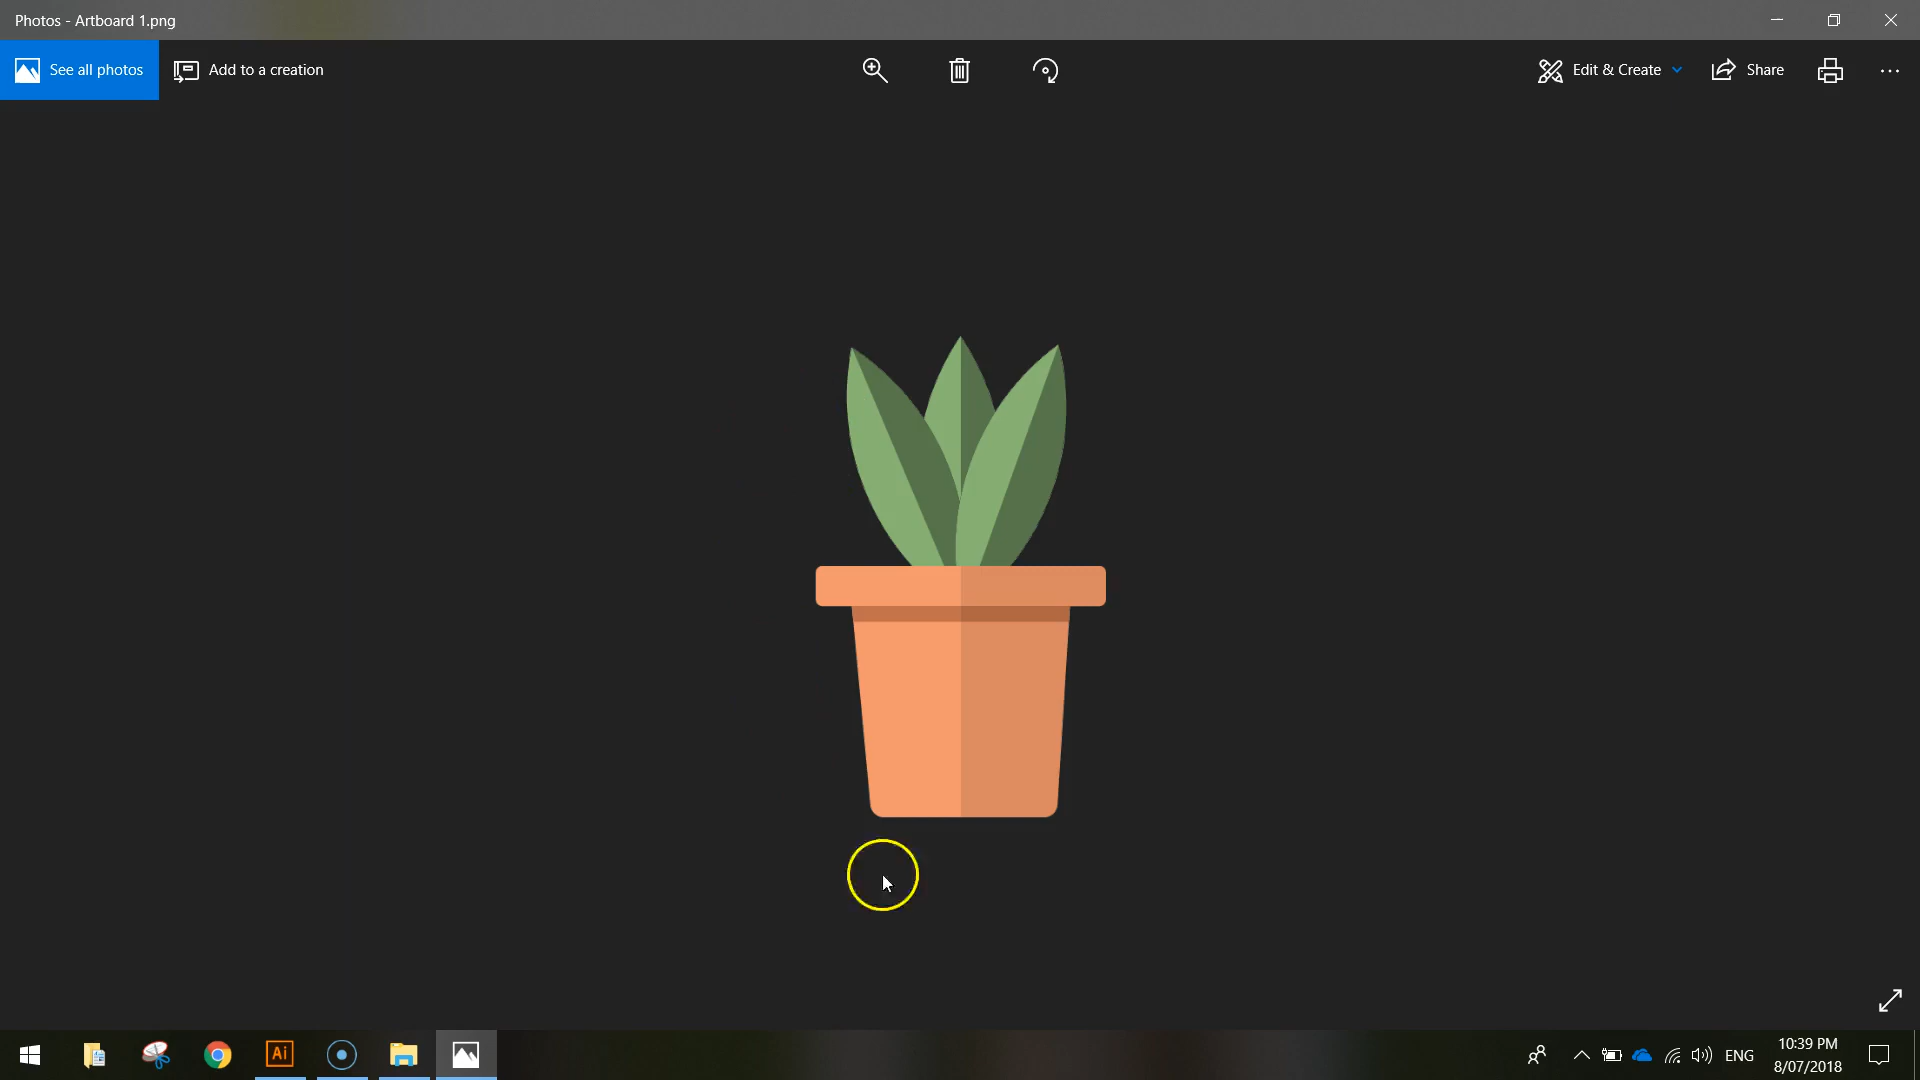 Photos - Artboard 1.png
See all photos
Add to a creation
Edit & Create
Share
Ai
ENG
10:39 PM
8/07/2018